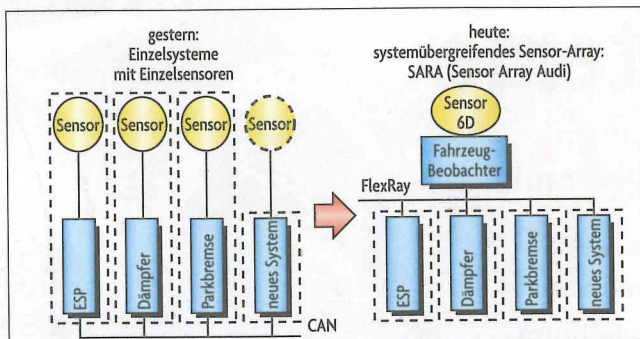 gestern:
Einzelsysteme
mit Einzelsensoren
Sensor
Sensor
Sensor
Sensor
ESP
Dämpfer
Parkbremse
neues System
CAN
heute:
systemübergreifendes Sensor-Array:
SARA (Sensor Array Audi)
Sensor
6D
Fahrzeug-
Beobachter
FlexRay
ESP
Dämpfer
Parkbremse
neues System